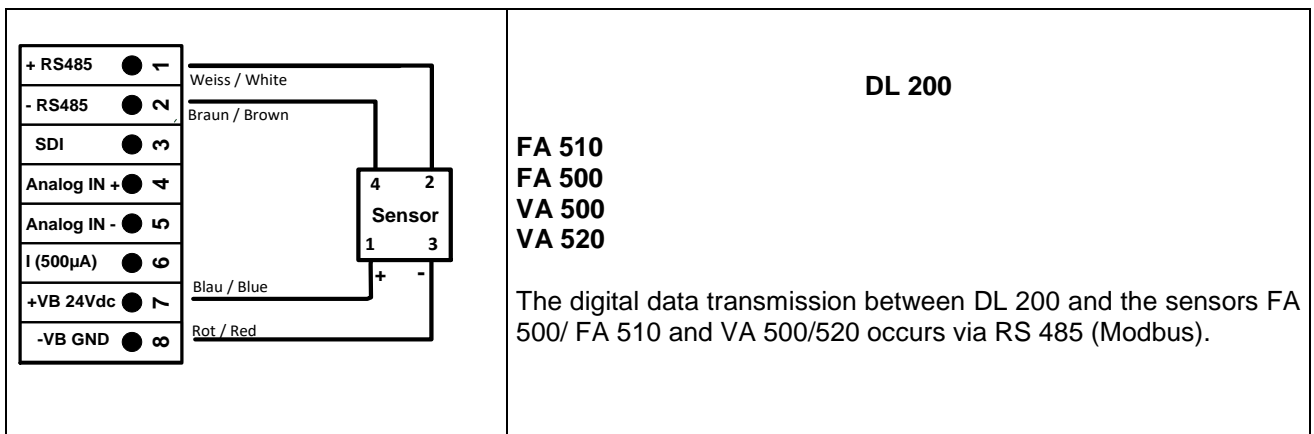 + RS485 1
- RS485 2
SDI 3
Analog IN + 4
Analog IN - 5
I (500µA) 6
+VB 24Vdc 7
-VB GND 8
Weiss / White
Braun / Brown
Blau / Blue
Rot / Red
4 2
Sensor
1 3
+ -
DL 200
FA 510
FA 500
VA 500
VA 520
The digital data transmission between DL 200 and the sensors FA
500/ FA 510 and VA 500/520 occurs via RS 485 (Modbus).